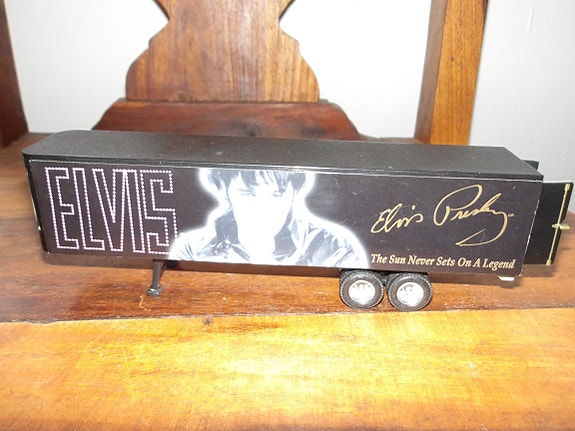 ELVIS
Elvis Presley
The Sun Never Sets On A Legend